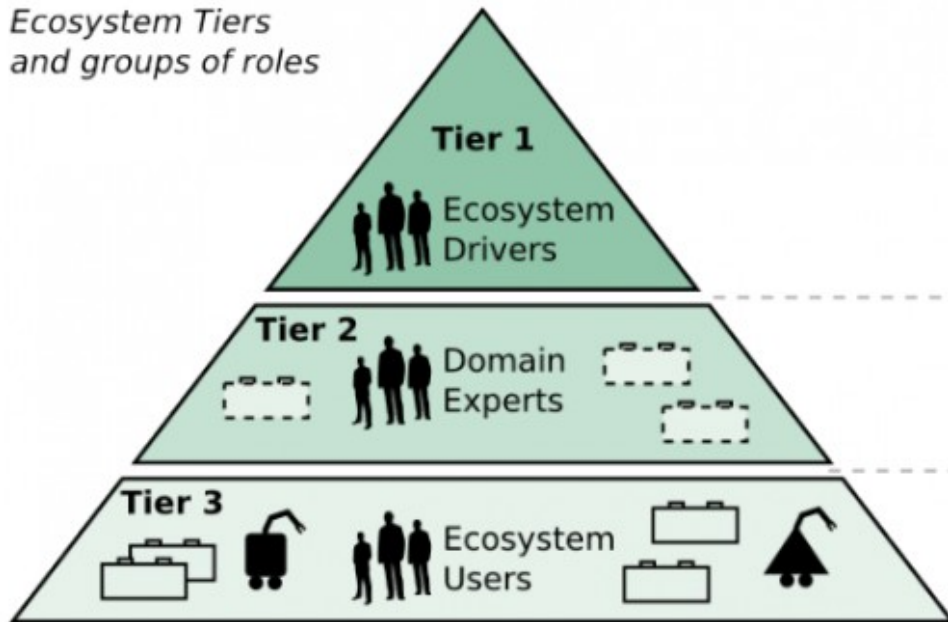 Ecosystem Tiers
and groups of roles
Tier 1
Ecosystem
Drivers
Tier 2
Domain
Experts
Tier 3
Ecosystem
Users